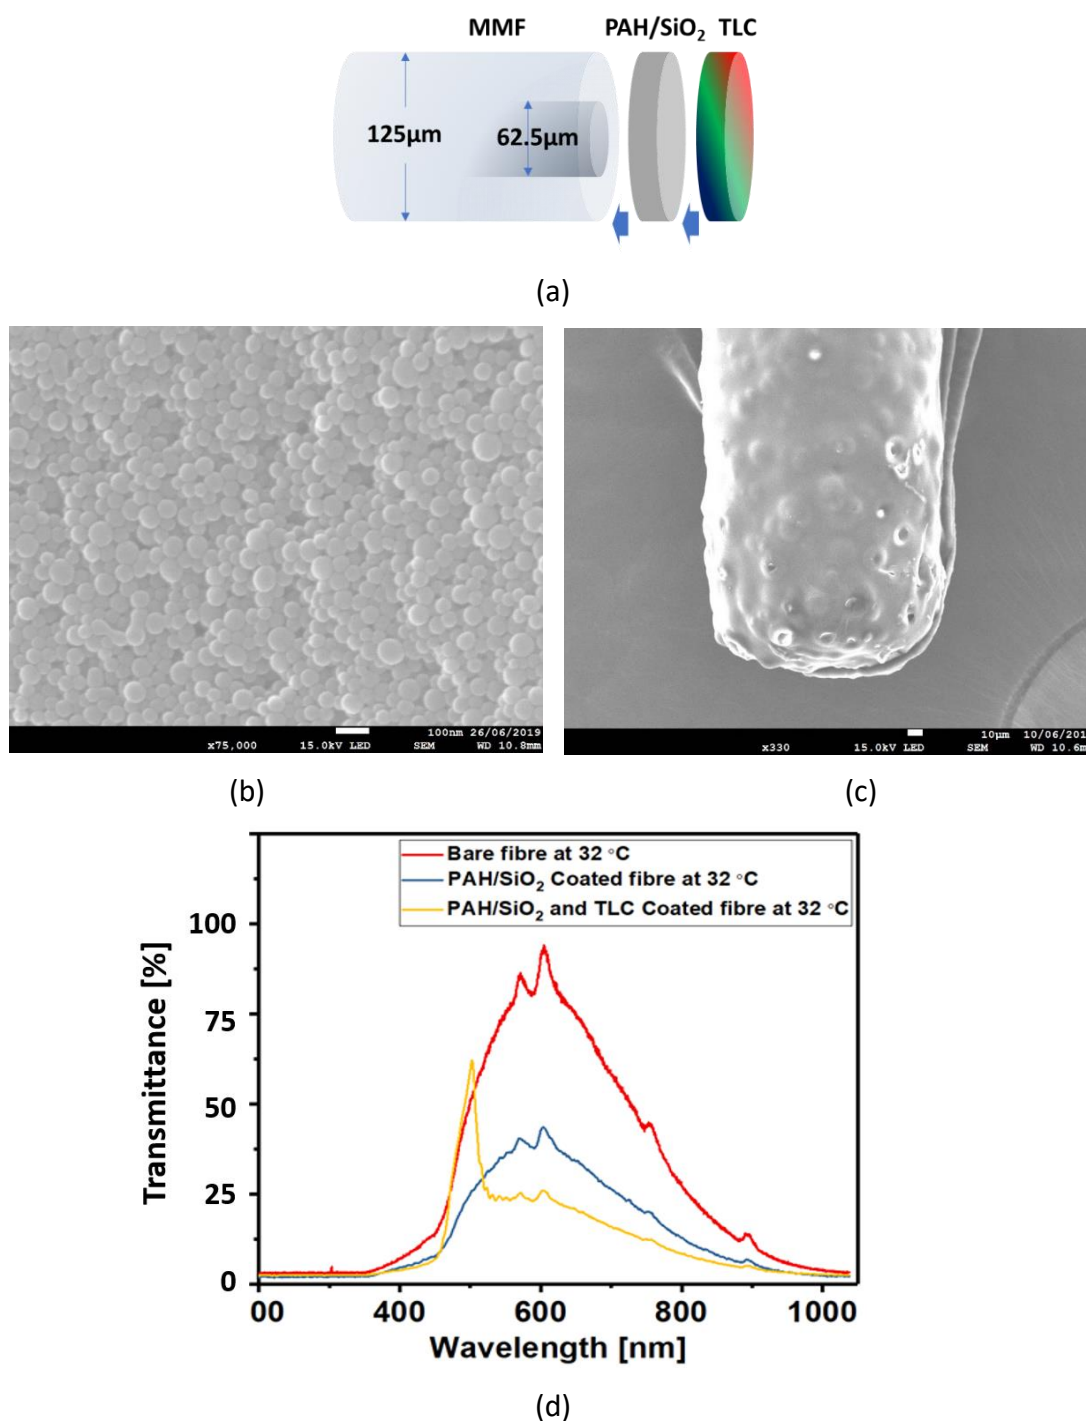 MMF PAH/SiO₂ TLC
125µm 62.5µm
(a)
100nm 26/06/2019
x75,000 15.0kV LED SEM WD 10.8mm
10µm 10/06/201
x330 15.0kV LED SEM WD 10.6m
(b) (c)
Bare fibre at 32 °C
PAH/SiO₂ Coated fibre at 32 °C
PAH/SiO₂ and TLC Coated fibre at 32 °C
Transmittance [%]
100
75
50
25
0
00 400 600 800 1000
Wavelength [nm]
(d)